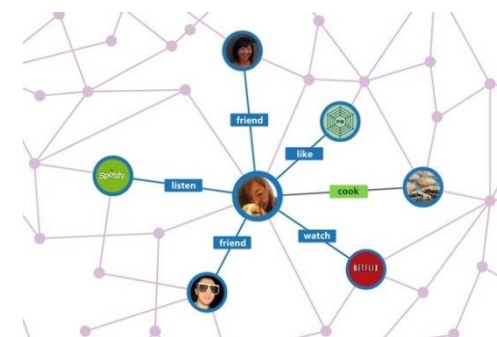 friend
like
Spotify
listen
cook
friend
watch
NETFLIX